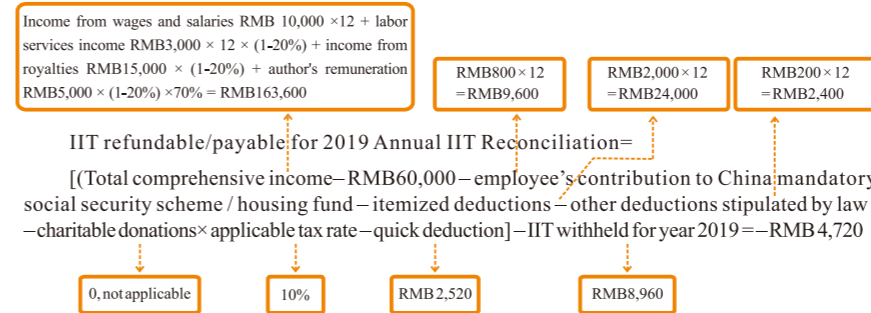 Income from wages and salaries RMB 10,000 ×12 + labor
services income RMB3,000 × 12 × (1-20%) + income from
royalties RMB15,000 × (1-20%) + author's remuneration
RMB5,000 × (1-20%) ×70% = RMB163,600
RMB800×12
=RMB9,600
RMB2,000×12
=RMB24,000
RMB200×12
=RMB2,400
IIT refundable/payable for 2019 Annual IIT Reconciliation=
[(Total comprehensive income–RMB60,000–employee's contribution to China mandatory
social security scheme / housing fund–itemized deductions–other deductions stipulated by law
–charitable donations× applicable tax rate–quick deduction]–IIT withheld for year 2019=–RMB4,720
0, not applicable
10%
RMB2,520
RMB8,960